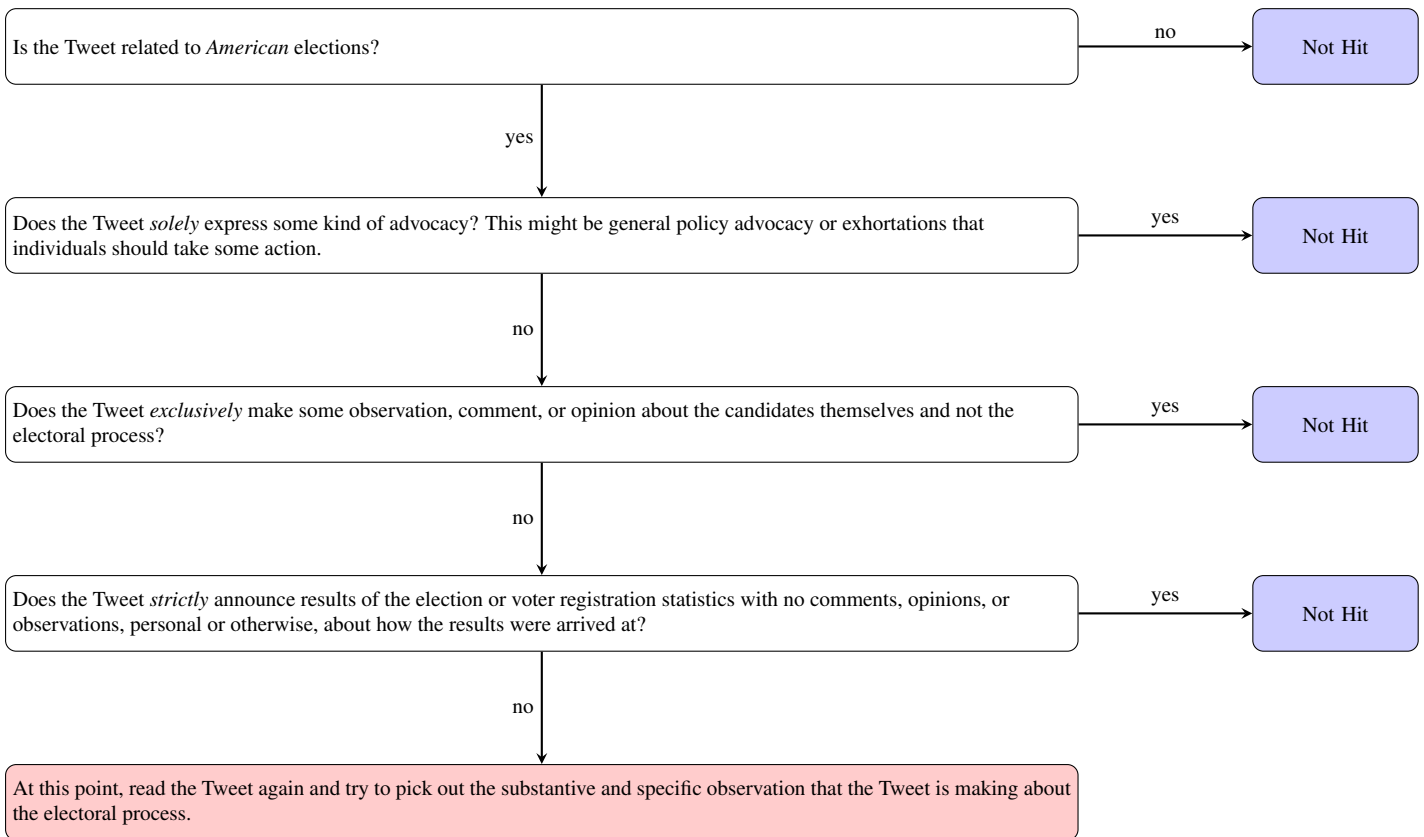 Is the Tweet related to American elections?
no
Not Hit
yes
Does the Tweet solely express some kind of advocacy? This might be general policy advocacy or exhortations that
individuals should take some action.
yes
Not Hit
no
Does the Tweet exclusively make some observation, comment, or opinion about the candidates themselves and not the
electoral process?
yes
Not Hit
no
Does the Tweet strictly announce results of the election or voter registration statistics with no comments, opinions, or
observations, personal or otherwise, about how the results were arrived at?
yes
Not Hit
no
At this point, read the Tweet again and try to pick out the substantive and specific observation that the Tweet is making about
the electoral process.